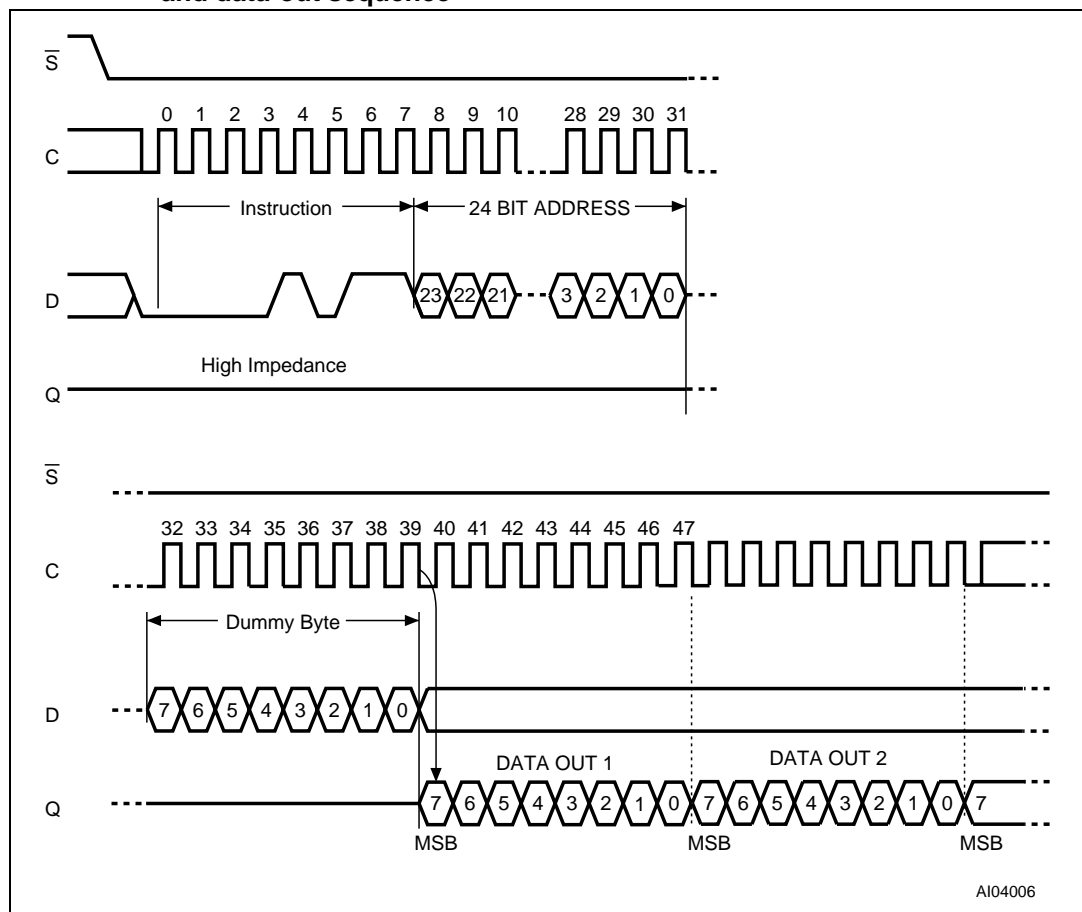 and data-out sequence
S
0 1 2 3 4 5 6 7 8 9 10 28 29 30 31
C
Instruction 24 BIT ADDRESS
D 23 22 21 3 2 1 0
High Impedance
Q
S
32 33 34 35 36 37 38 39 40 41 42 43 44 45 46 47
C
Dummy Byte
D 7 6 5 4 3 2 1 0
DATA OUT 1 DATA OUT 2
Q 7 6 5 4 3 2 1 0 7 6 5 4 3 2 1 0 7
MSB MSB MSB
AI04006